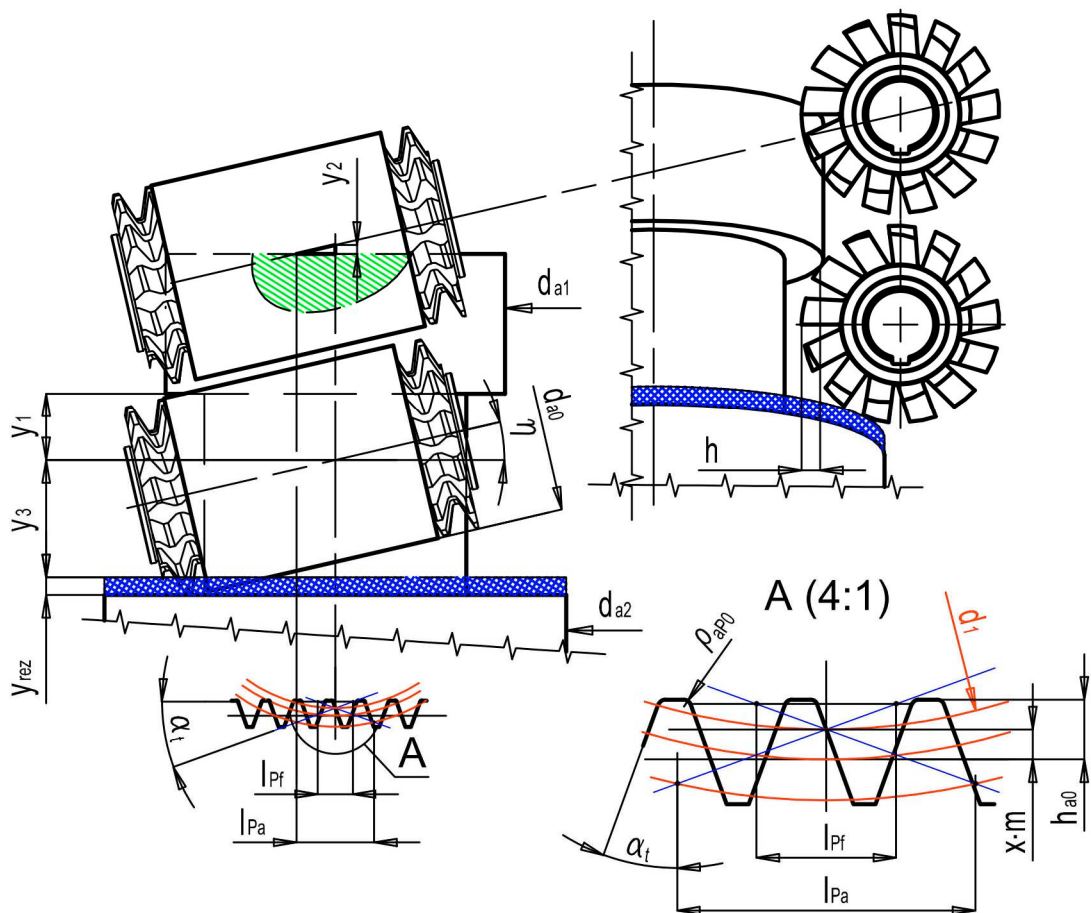 y2
da1
y1
η
da0
y3
h
da2
yrez
αt
A
lPf
lPa
A (4:1)
ρaP0
d1
x·m
ha0
αt
lPf
lPa